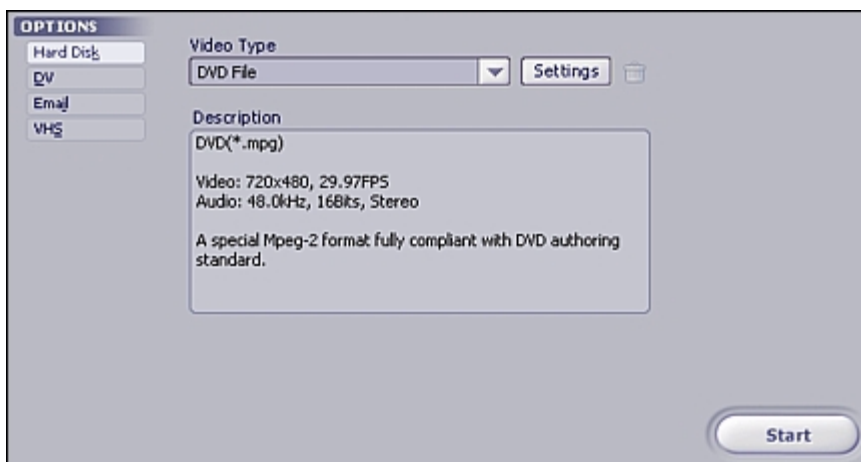 OPTIONS
Hard Disk
DV
Email
VHS
Video Type
DVD File
Settings
Description
DVD(*.mpg)
Video: 720x480, 29.97FPS
Audio: 48.0kHz, 16Bits, Stereo
A special Mpeg-2 format fully compliant with DVD authoring
standard.
Start